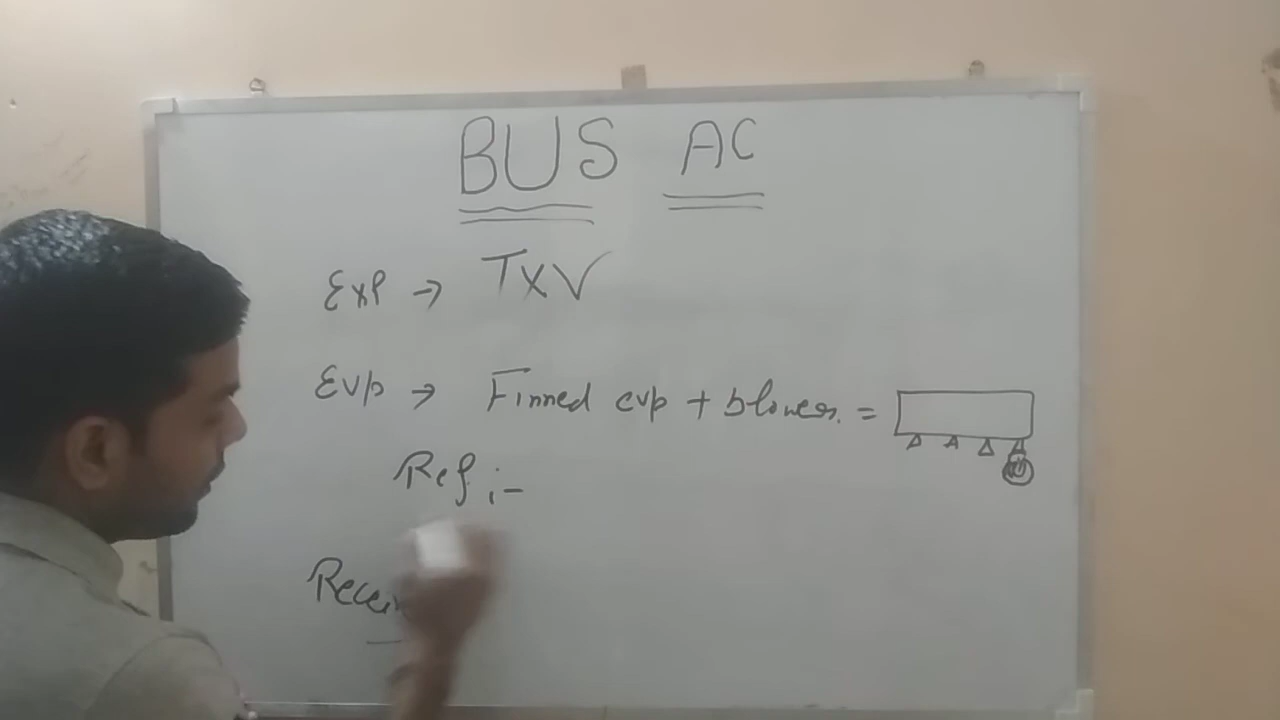 BUS AC
Exp → TXV
Evp → Finned evp + blower. =
Ref :-